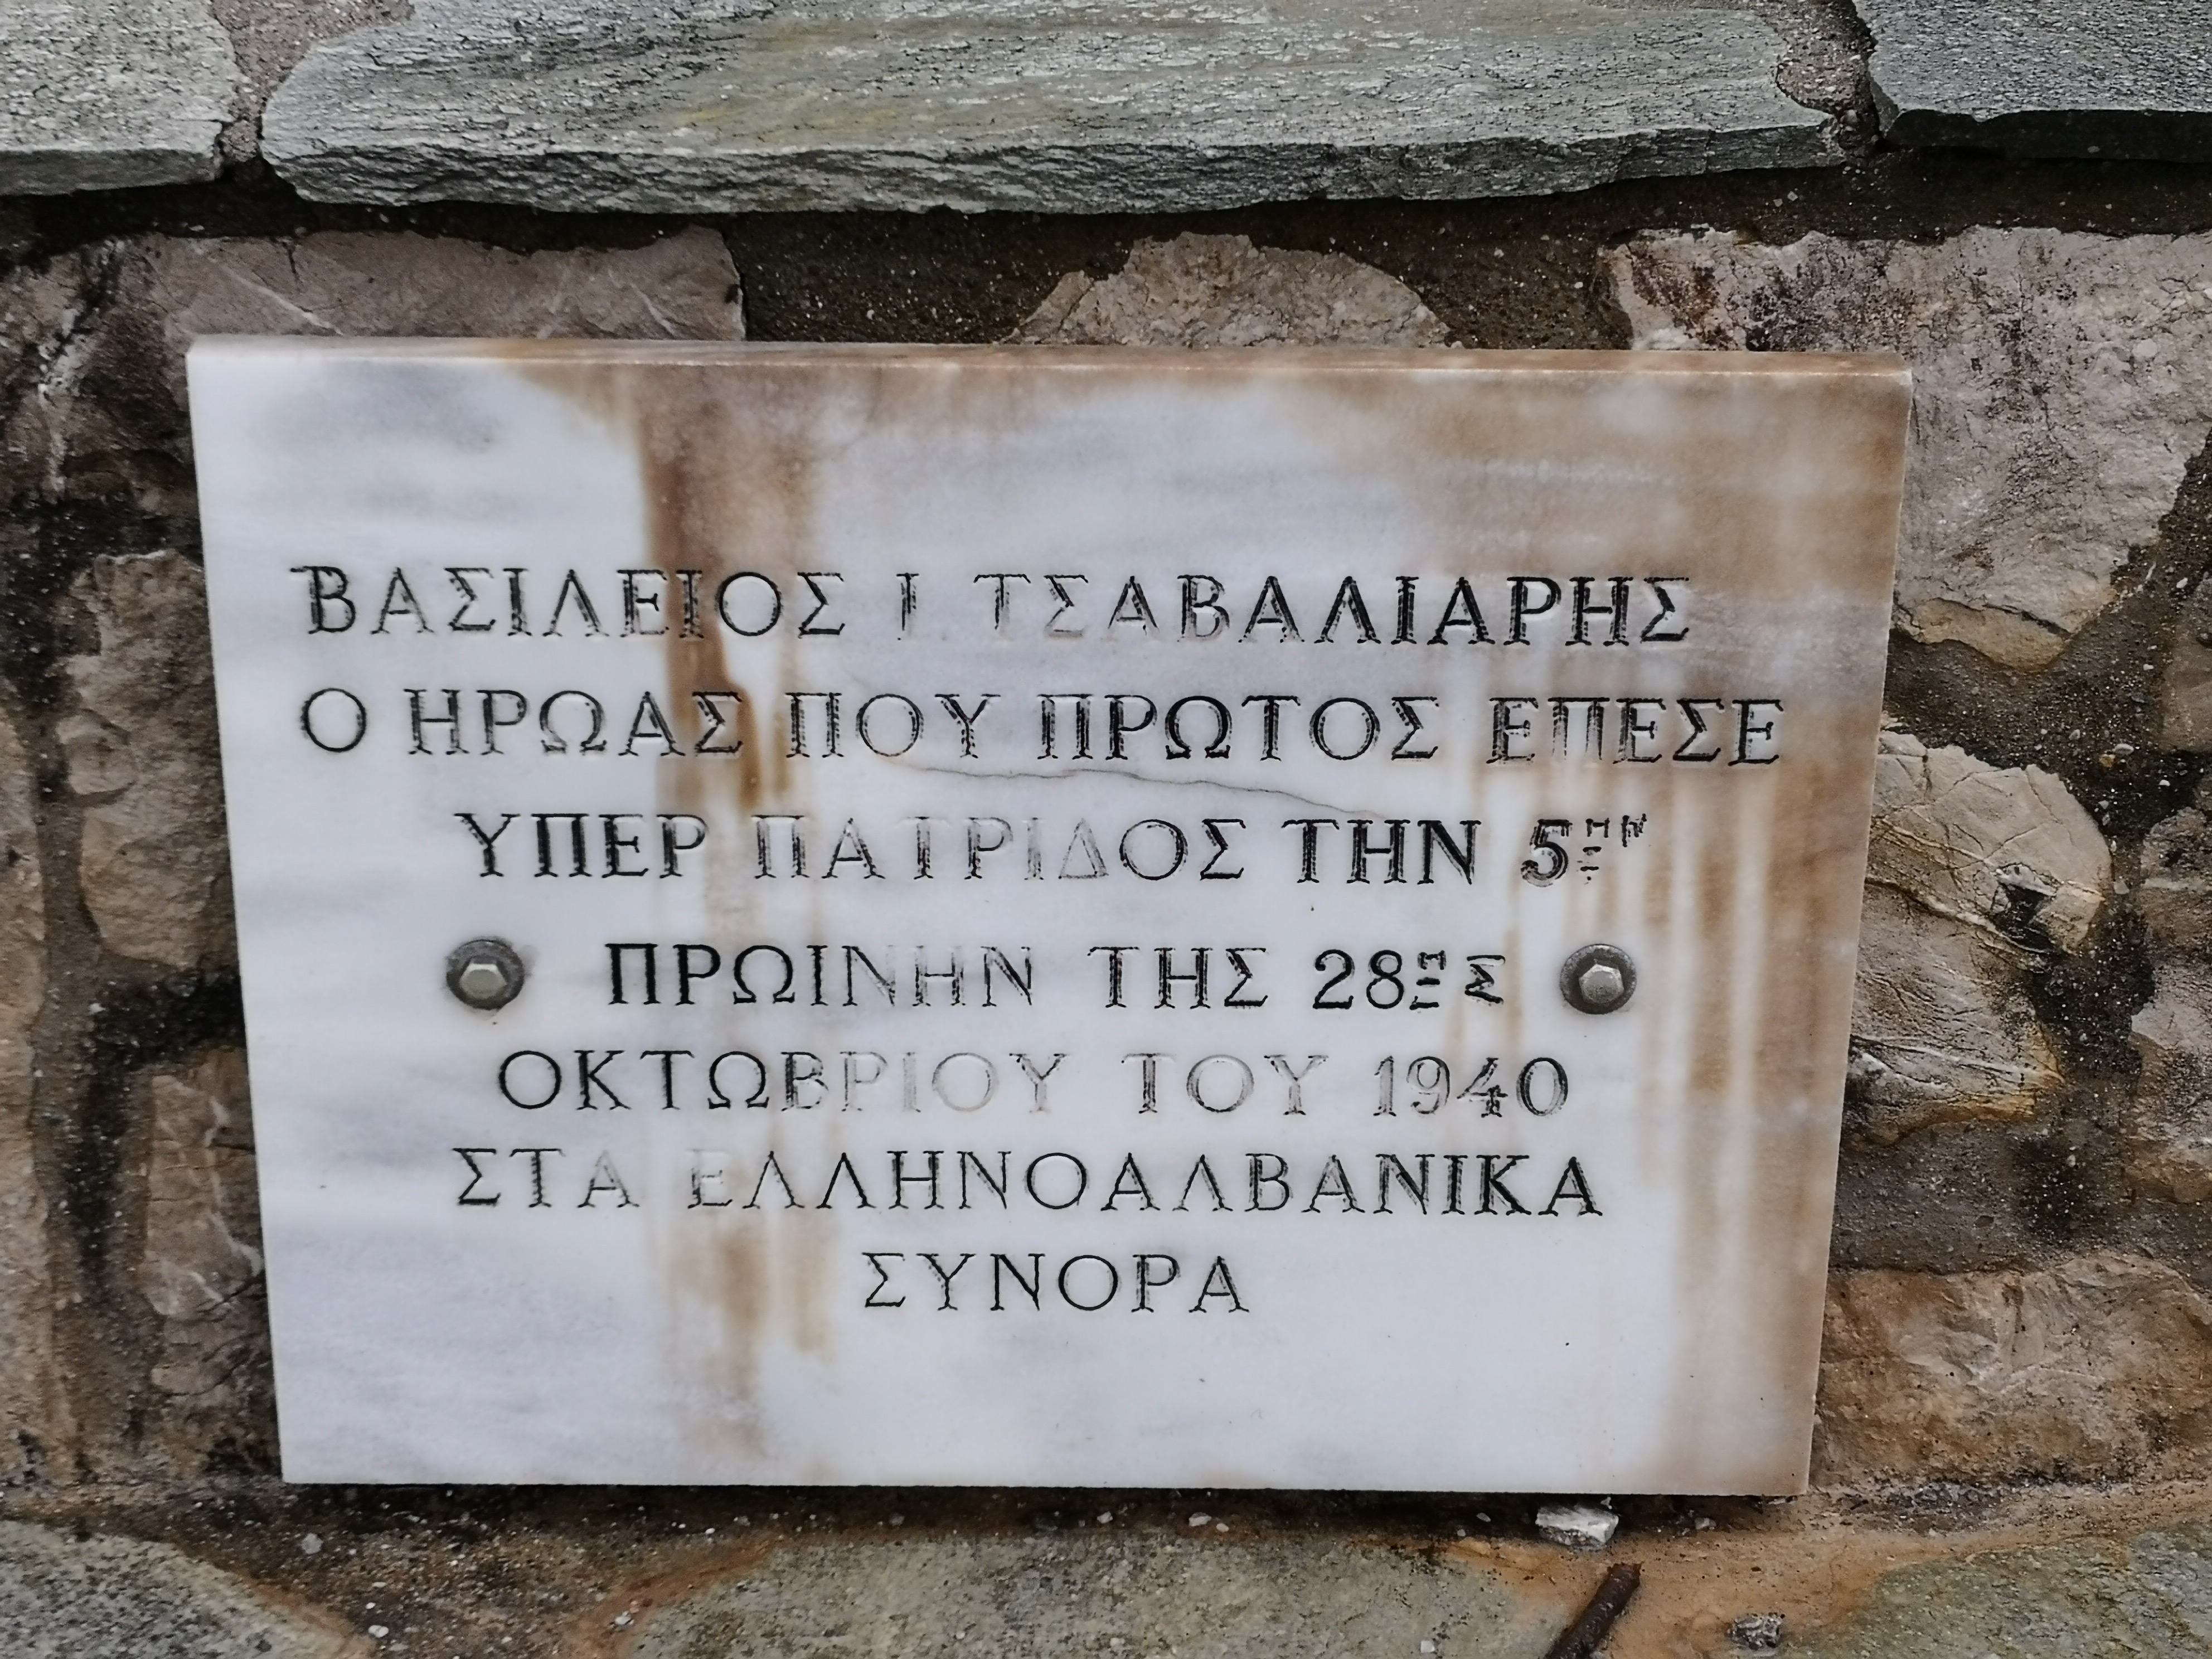 ΒΑΣΙΛΕΙΟΣ Ι ΤΣΑΒΑΛΙΑΡΗΣ
Ο ΗΡΩΑΣ ΠΟΥ ΠΡΩΤΟΣ ΕΠΕΣΕ
ΥΠΕΡ ΠΑΤΡΙΔΟΣ ΤΗΝ 5ΗΝ
ΠΡΩΙΝΗΝ ΤΗΣ 28ΗΣ
ΟΚΤΩΒΡΙΟΥ ΤΟΥ 1940
ΣΤΑ ΕΛΛΗΝΟΑΛΒΑΝΙΚΑ
ΣΥΝΟΡΑ